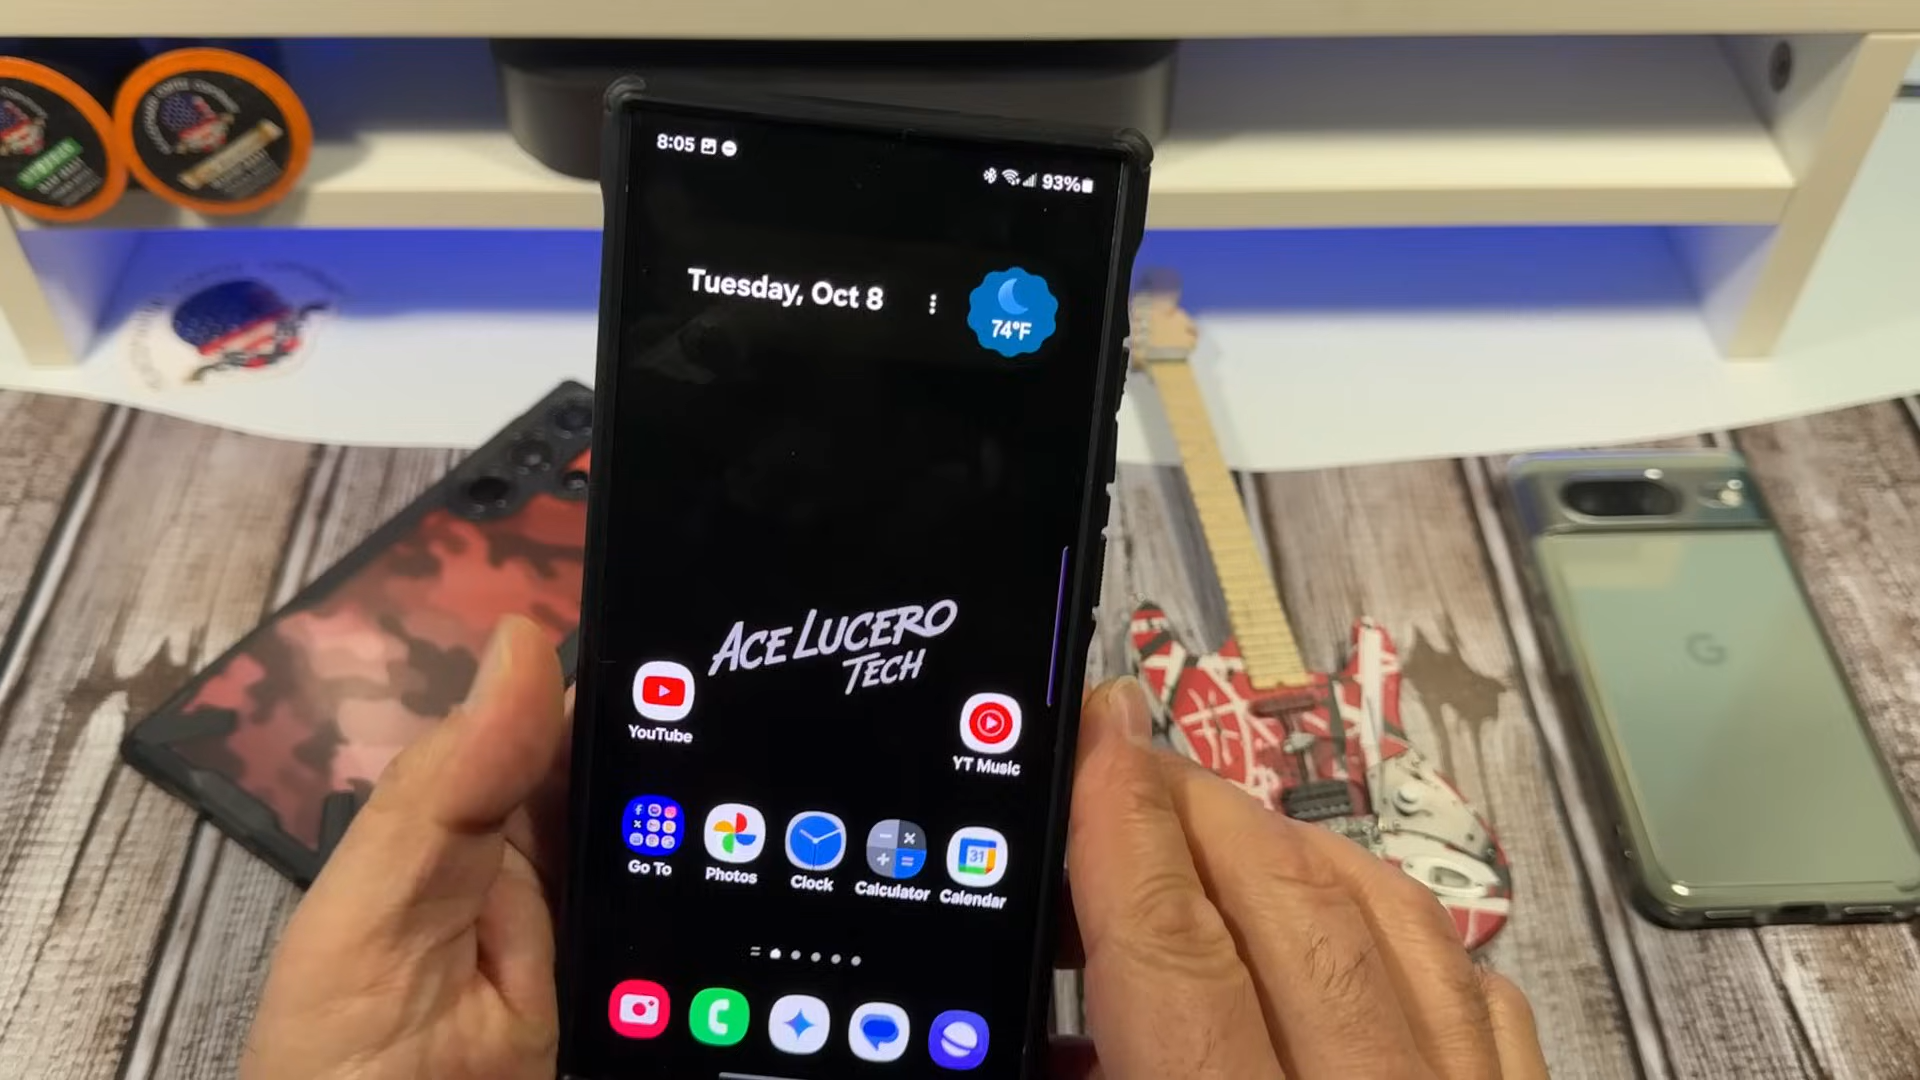 8:05
93%
Tuesday, Oct 8
74°F
ACE LUCERO
TECH
YouTube
YT Music
31
Go To
Photos
Clock
Calculator
Calendar
G